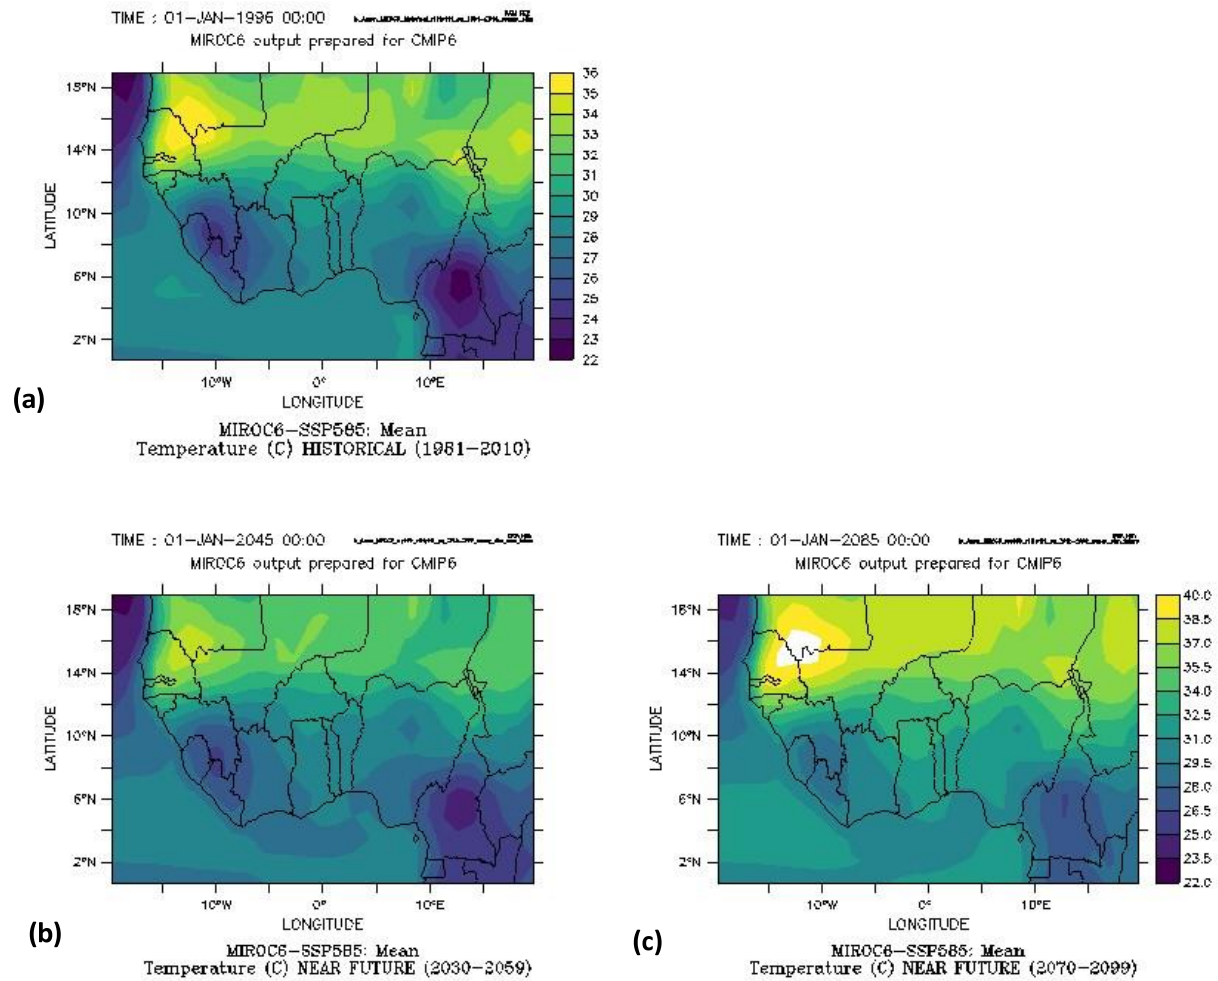 TIME : 01-JAN-1996 00:00
MIROC6 output prepared for CMIP6
18°N
14°N
10°N
6°N
2°N
LATITUDE
10°W 0° 10°E
LONGITUDE
36
35
34
33
32
31
30
29
28
27
26
25
24
23
22
(a)
MIROC6-SSP585: Mean
Temperature (C) HISTORICAL (1981-2010)
TIME : 01-JAN-2045 00:00
MIROC6 output prepared for CMIP6
18°N
14°N
10°N
6°N
2°N
LATITUDE
10°W 0° 10°E
LONGITUDE
(b)
MIROC6-SSP585: Mean
Temperature (C) NEAR FUTURE (2030-2059)
TIME : 01-JAN-2085 00:00
MIROC6 output prepared for CMIP6
18°N
14°N
10°N
6°N
2°N
LATITUDE
10°W 0° 10°E
LONGITUDE
40.0
38.5
37.0
35.5
34.0
32.5
31.0
29.5
28.0
26.5
25.0
23.5
22.0
(c)
MIROC6-SSP585: Mean
Temperature (C) NEAR FUTURE (2070-2099)